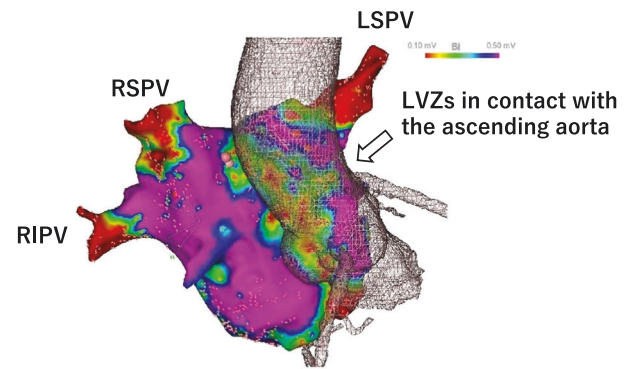 LSPV
0.10 mV BI 0.50 mV
RSPV
LVZs in contact with
the ascending aorta
RIPV